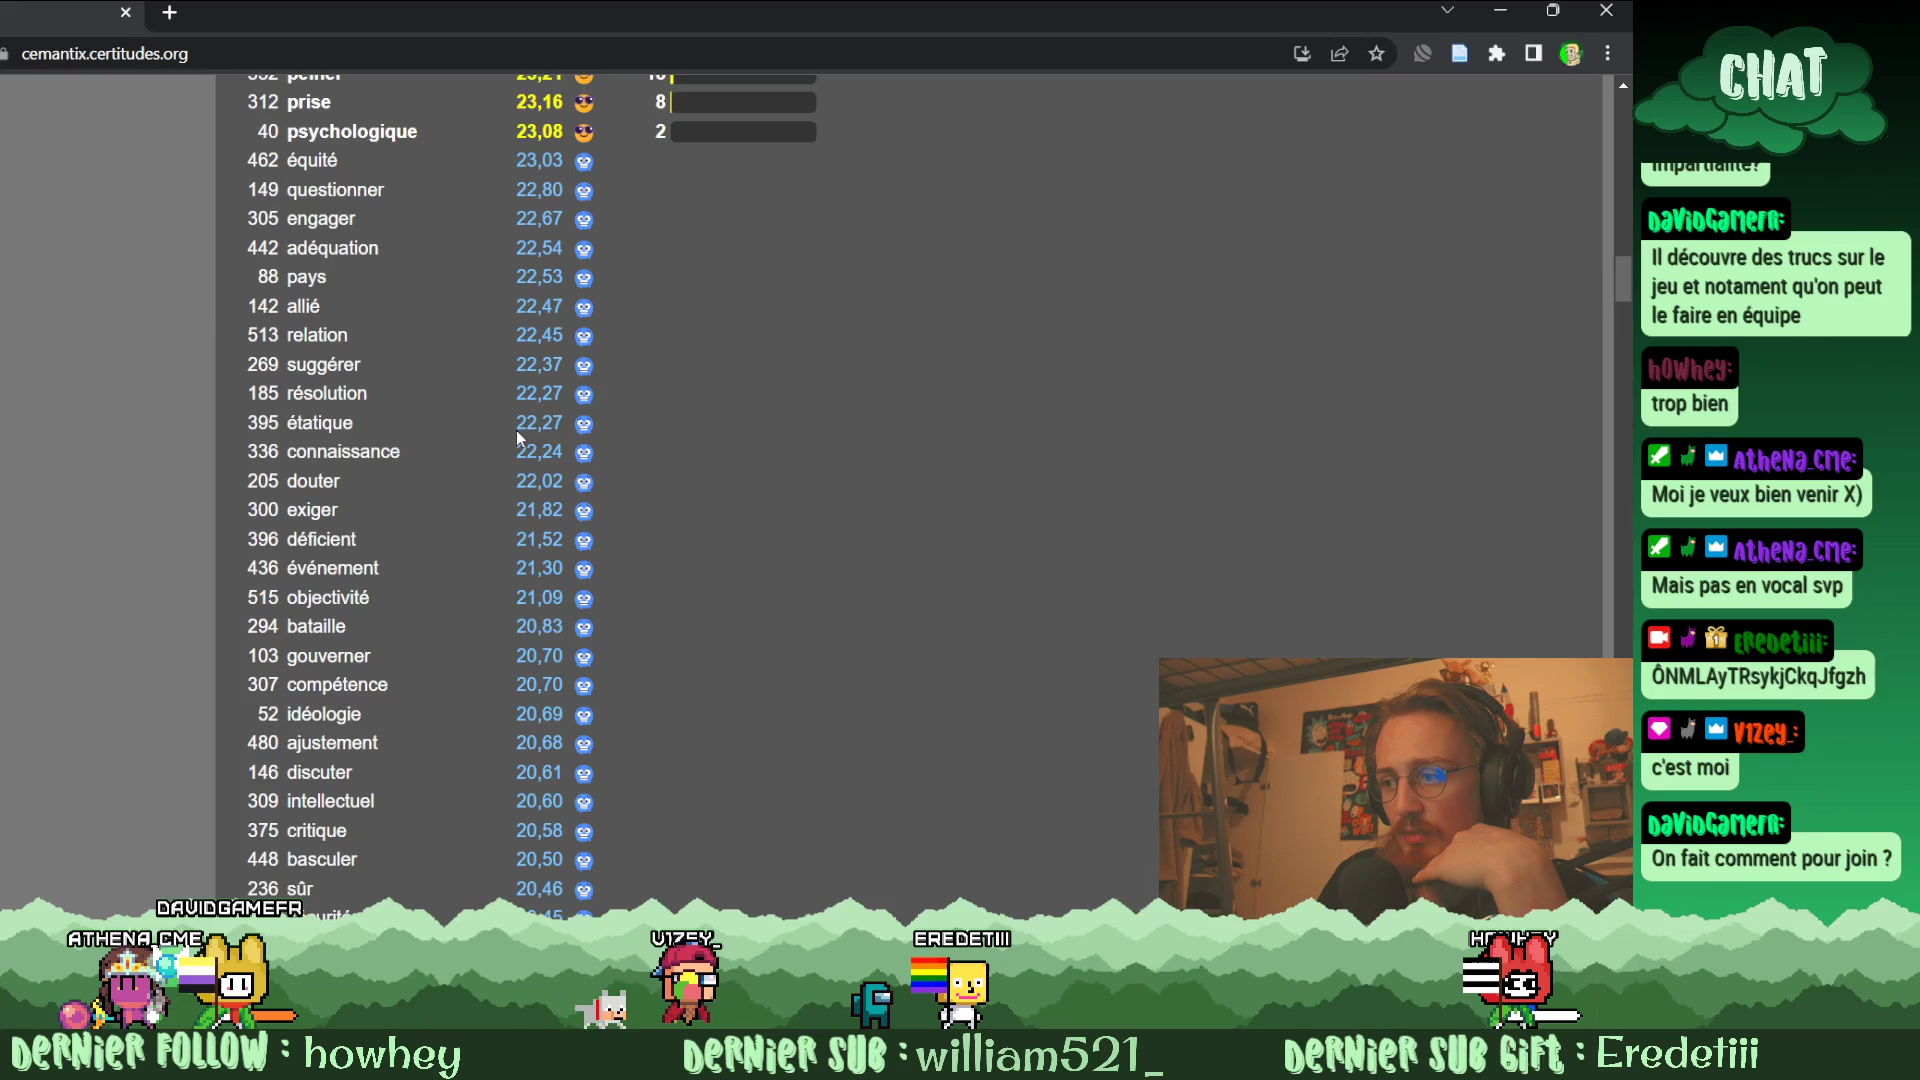 cemantix.certitudes.org
CHAT
312 prise 23,16 8
40 psychologique 23,08 2
462 équité 23,03
149 questionner 22,80
305 engager 22,67
442 adéquation 22,54
88 pays 22,53
142 allié 22,47
513 relation 22,45
269 suggérer 22,37
185 résolution 22,27
395 étatique 22,27
336 connaissance 22,24
205 douter 22,02
300 exiger 21,82
396 déficient 21,52
436 événement 21,30
515 objectivité 21,09
294 bataille 20,83
103 gouverner 20,70
307 compétence 20,70
52 idéologie 20,69
480 ajustement 20,68
146 discuter 20,61
309 intellectuel 20,60
375 critique 20,58
448 basculer 20,50
236 sûr 20,46
DaViDGaMeFR:
Il découvre des trucs sur le
jeu et notament qu'on peut
le faire en équipe
h0Whey:
trop bien
AtheNa_CMe:
Moi je veux bien venir X)
AtheNa_CMe:
Mais pas en vocal svp
EReDetiii:
ÔNMLAyTRsykjCkqJfgzh
V1Zey_:
c'est moi
DaViDGaMeFR:
On fait comment pour join ?
DAVIDGAMEFR
ATHENA_CME
V1ZEY_
EREDETIII
DERNiER FOLLOW : howhey
DERNiER SUB : william521_
DERNiER SUB GiFT : Eredetiii